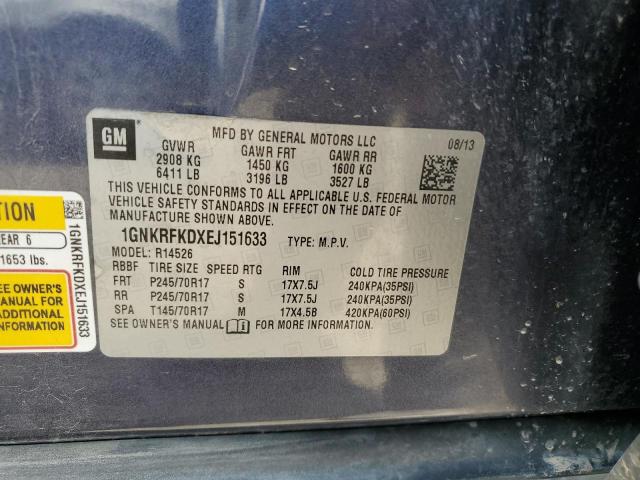 GM
MFD BY GENERAL MOTORS LLC
08/13
GVWR GAWR FRT GAWR RR
2908 KG 1450 KG 1600 KG
6411 LB 3196 LB 3527 LB
THIS VEHICLE CONFORMS TO ALL APPLICABLE U.S. FEDERAL MOTOR
VEHICLE SAFETY STANDARDS IN EFFECT ON THE DATE OF
MANUFACTURE SHOWN ABOVE.
1GNKRFKDXEJ151633 TYPE: M.P.V.
MODEL: R14526
RBBF TIRE SIZE SPEED RTG RIM COLD TIRE PRESSURE
FRT P245/70R17 S 17X7.5J 240KPA(35PSI)
RR P245/70R17 S 17X7.5J 240KPA(35PSI)
SPA T145/70R17 M 17X4.5B 420KPA(60PSI)
SEE OWNER'S MANUAL FOR MORE INFORMATION
TION
EAR 6
1653 lbs.
EE OWNER'S
MANUAL FOR
ADDITIONAL
FORMATION
1GNKRFKDXEJ151633